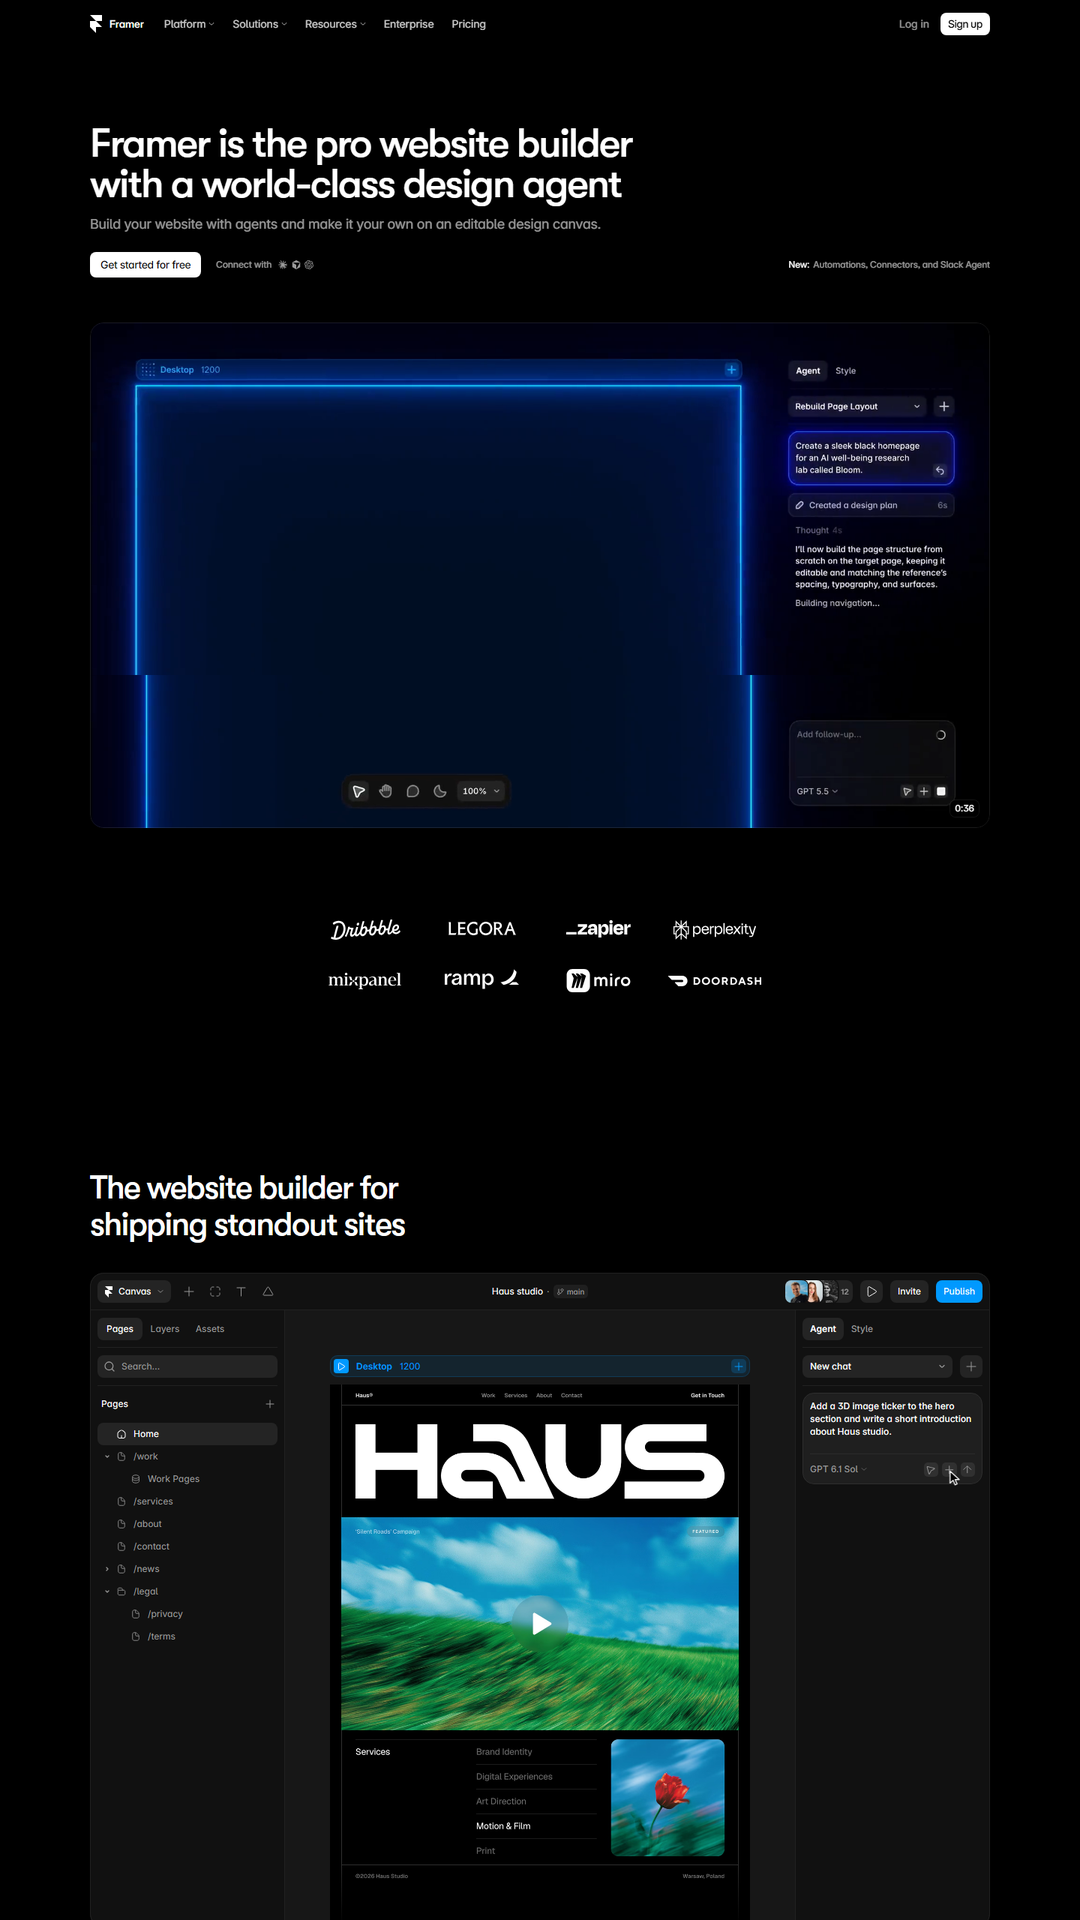 Framer
Platform
Solutions
Resources
Enterprise
Pricing
Log in
Sign up
Framer is the pro website builder
with a world-class design agent
Build your website with agents and make it your own on an editable design canvas.
Get started for free
Connect with
New: Automations, Connectors, and Slack Agent
Desktop 1200
Agent
Style
Rebuild Page Layout
Create a sleek black homepage
for an AI well-being research
lab called Bloom.
Created a design plan
6s
Thought 4s
I'll now build the page structure from
scratch on the target page, keeping it
editable and matching the reference's
spacing, typography, and surfaces.
Building navigation...
Add follow-up...
GPT 5.5
100%
0:36
Dribbble
LEGORA
zapier
perplexity
mixpanel
ramp
miro
DOORDASH
The website builder for
shipping standout sites
Canvas
Haus studio ·
main
12
Invite
Publish
Pages
Layers
Assets
Search...
Pages
Home
/work
Work Pages
/services
/about
/contact
/news
/legal
/privacy
/terms
Desktop 1200
Haus®
Work
Services
About
Contact
Get in Touch
HaUS
'Silent Roads' Campaign
FEATURED
Services
Brand Identity
Digital Experiences
Art Direction
Motion & Film
Print
©2026 Haus Studio
Warsaw, Poland
Agent
Style
New chat
Add a 3D image ticker to the hero
section and write a short introduction
about Haus studio.
GPT 6.1 Sol